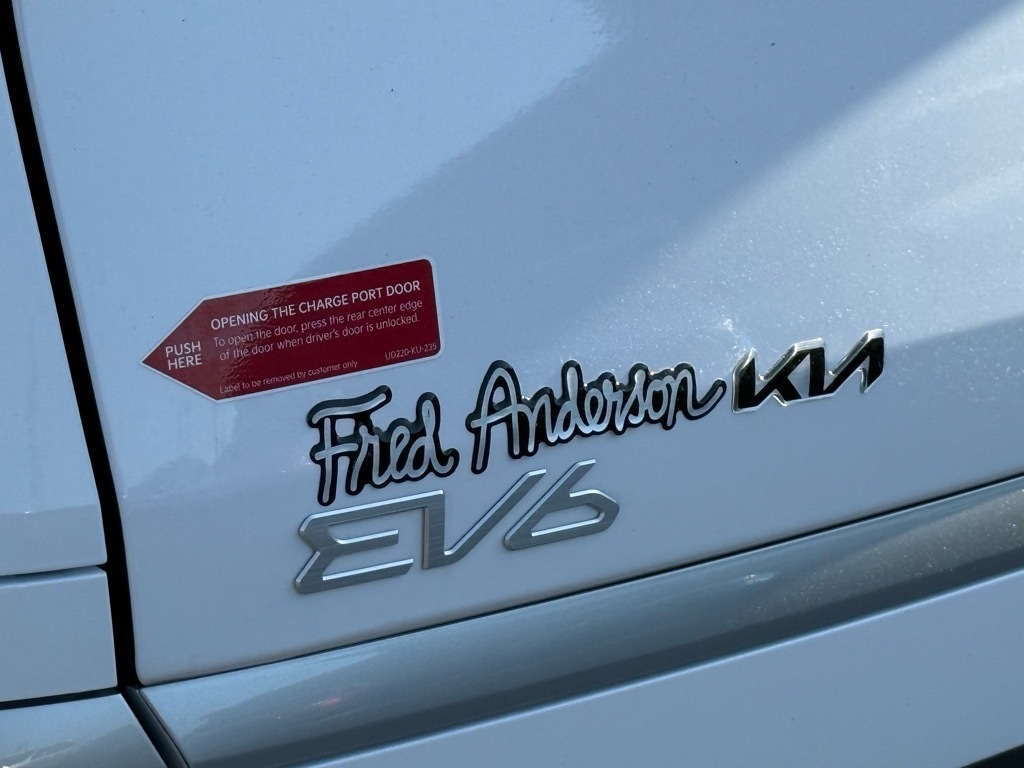 PUSH
HERE
OPENING THE CHARGE PORT DOOR
To open the door, press the rear center edge
of the door when driver's door is unlocked.
Label to be removed by customer only
UD220-KU-235
Fred Anderson KIA
EV6